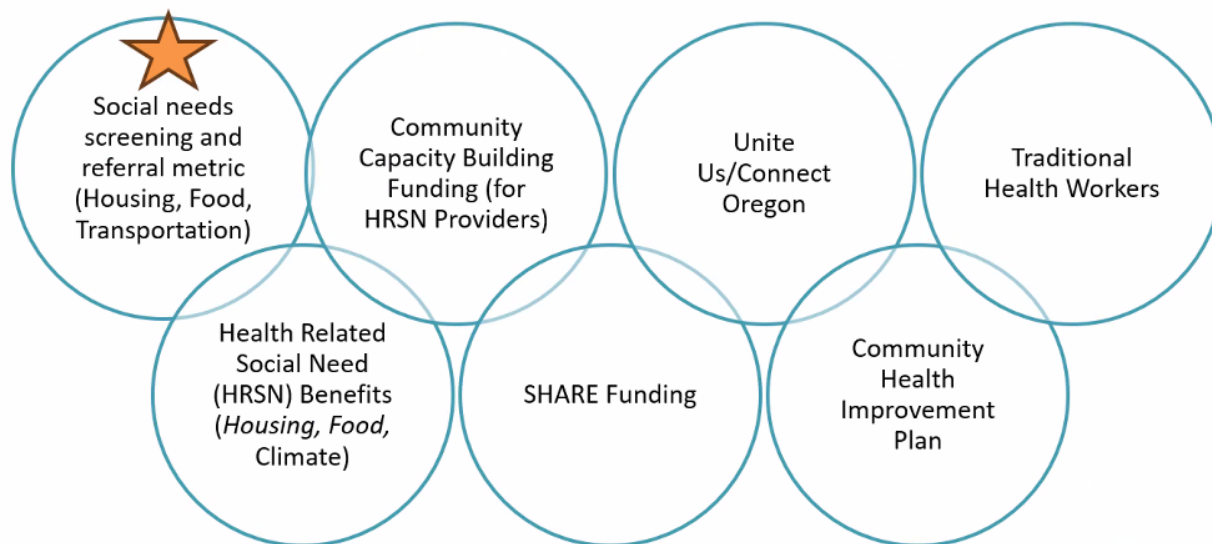 Social needs
screening and
referral metric
(Housing, Food,
Transportation)
Community
Capacity Building
Funding (for
HRSN Providers)
Unite
Us/Connect
Oregon
Traditional
Health Workers
Health Related
Social Need
(HRSN) Benefits
(Housing, Food,
Climate)
SHARE Funding
Community
Health
Improvement
Plan